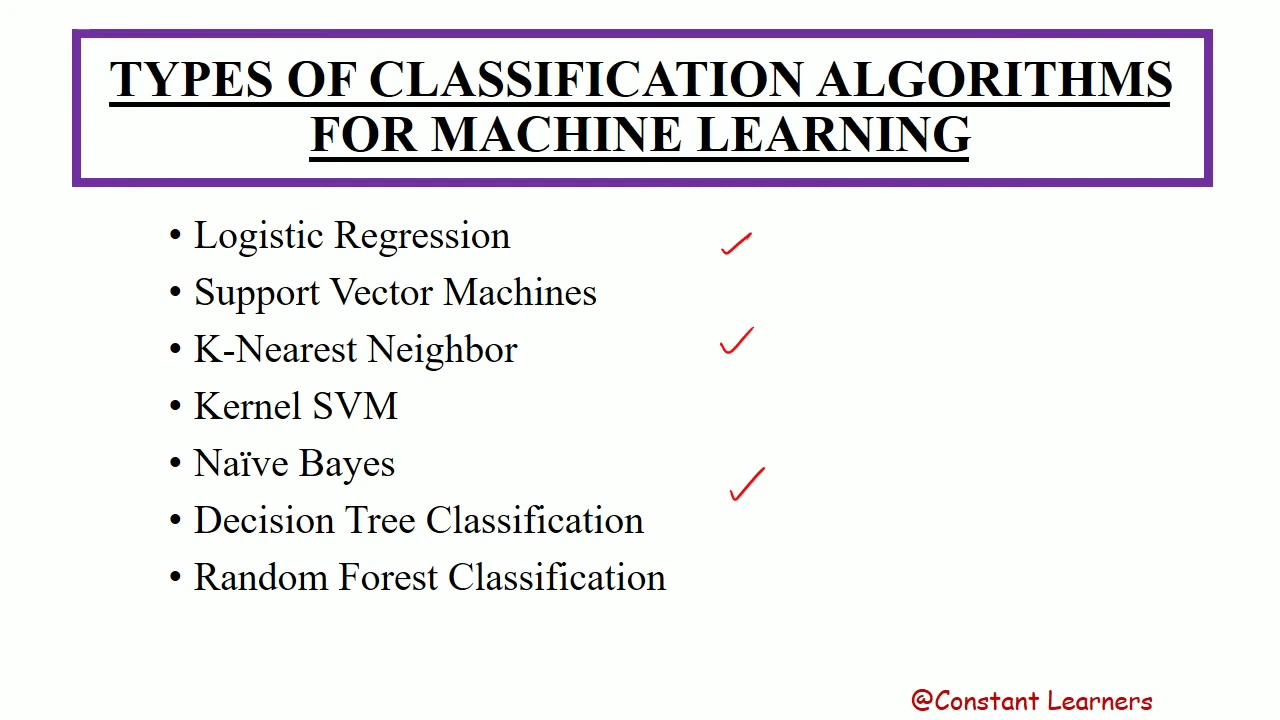 TYPES OF CLASSIFICATION ALGORITHMS
FOR MACHINE LEARNING
• Logistic Regression
• Support Vector Machines
• K-Nearest Neighbor
• Kernel SVM
• Naïve Bayes
• Decision Tree Classification
• Random Forest Classification
@Constant Learners